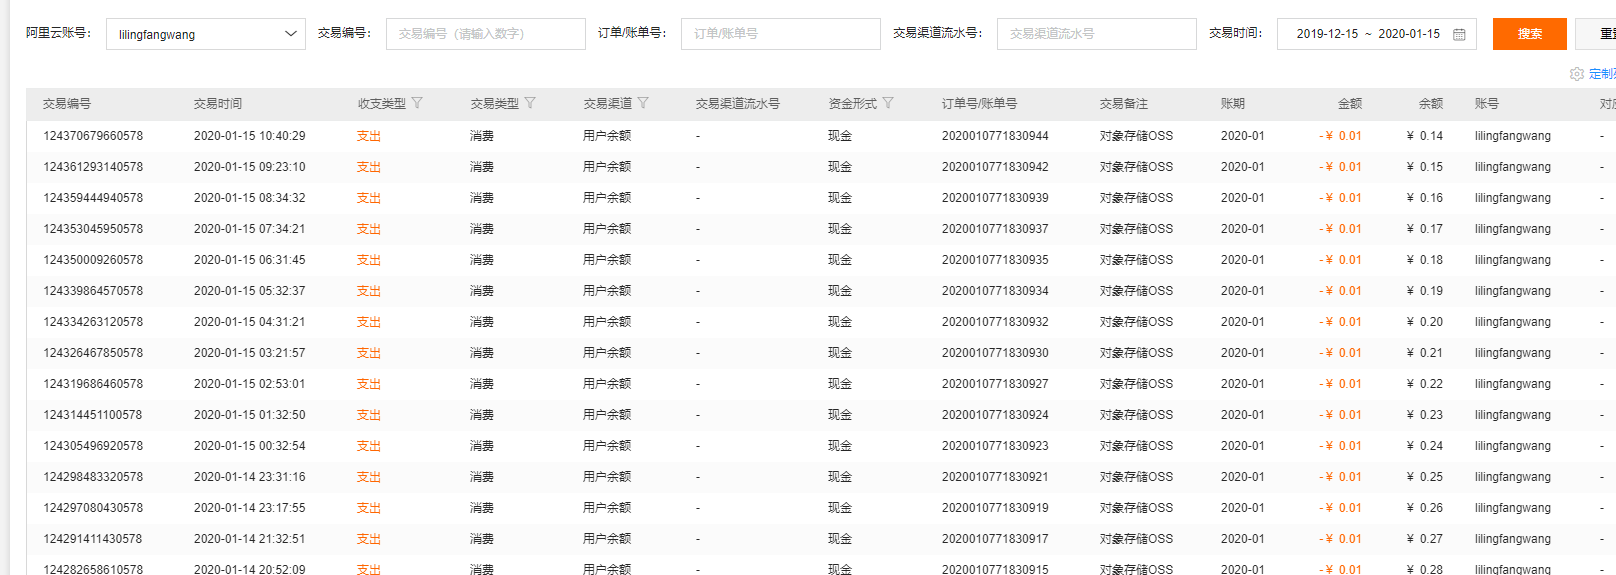 阿里云账号： lilingfangwang 交易编号： 交易编号（请输入数字） 订单/账单号： 订单/账单号 交易渠道流水号： 交易渠道流水号 交易时间： 2019-12-15 ~ 2020-01-15 搜索
定制
交易编号 交易时间 收支类型 交易类型 交易渠道 交易渠道流水号 资金形式 订单号/账单号 交易备注 账期 金额 余额 账号 对
124370679660578 2020-01-15 10:40:29 支出 消费 用户余额 - 现金 2020010771830944 对象存储OSS 2020-01 -¥ 0.01 ¥ 0.14 lilingfangwang -
124361293140578 2020-01-15 09:23:10 支出 消费 用户余额 - 现金 2020010771830942 对象存储OSS 2020-01 -¥ 0.01 ¥ 0.15 lilingfangwang -
124359444940578 2020-01-15 08:34:32 支出 消费 用户余额 - 现金 2020010771830939 对象存储OSS 2020-01 -¥ 0.01 ¥ 0.16 lilingfangwang -
124353045950578 2020-01-15 07:34:21 支出 消费 用户余额 - 现金 2020010771830937 对象存储OSS 2020-01 -¥ 0.01 ¥ 0.17 lilingfangwang -
124350009260578 2020-01-15 06:31:45 支出 消费 用户余额 - 现金 2020010771830935 对象存储OSS 2020-01 -¥ 0.01 ¥ 0.18 lilingfangwang -
124339864570578 2020-01-15 05:32:37 支出 消费 用户余额 - 现金 2020010771830934 对象存储OSS 2020-01 -¥ 0.01 ¥ 0.19 lilingfangwang -
124334263120578 2020-01-15 04:31:21 支出 消费 用户余额 - 现金 2020010771830932 对象存储OSS 2020-01 -¥ 0.01 ¥ 0.20 lilingfangwang -
124326467850578 2020-01-15 03:21:57 支出 消费 用户余额 - 现金 2020010771830930 对象存储OSS 2020-01 -¥ 0.01 ¥ 0.21 lilingfangwang -
124319686460578 2020-01-15 02:53:01 支出 消费 用户余额 - 现金 2020010771830927 对象存储OSS 2020-01 -¥ 0.01 ¥ 0.22 lilingfangwang -
124314451100578 2020-01-15 01:32:50 支出 消费 用户余额 - 现金 2020010771830924 对象存储OSS 2020-01 -¥ 0.01 ¥ 0.23 lilingfangwang -
124305496920578 2020-01-15 00:32:54 支出 消费 用户余额 - 现金 2020010771830923 对象存储OSS 2020-01 -¥ 0.01 ¥ 0.24 lilingfangwang -
124298483320578 2020-01-14 23:31:16 支出 消费 用户余额 - 现金 2020010771830921 对象存储OSS 2020-01 -¥ 0.01 ¥ 0.25 lilingfangwang -
124297080430578 2020-01-14 23:17:55 支出 消费 用户余额 - 现金 2020010771830919 对象存储OSS 2020-01 -¥ 0.01 ¥ 0.26 lilingfangwang -
124291411430578 2020-01-14 21:32:51 支出 消费 用户余额 - 现金 2020010771830917 对象存储OSS 2020-01 -¥ 0.01 ¥ 0.27 lilingfangwang -
124282658610578 2020-01-14 20:52:09 支出 消费 用户余额 - 现金 2020010771830915 对象存储OSS 2020-01 -¥ 0.01 ¥ 0.28 lilingfangwang -